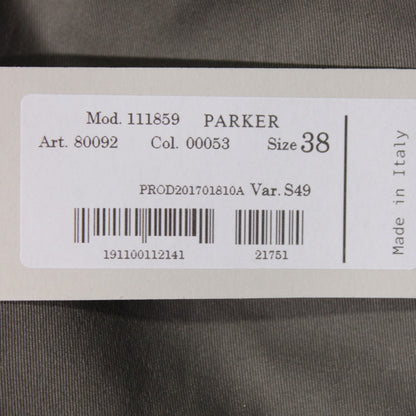 Mod. 111859 PARKER
Art. 80092 Col. 00053 Size 38
PROD201701810A Var. S49
191100112141 21751
Made in Italy